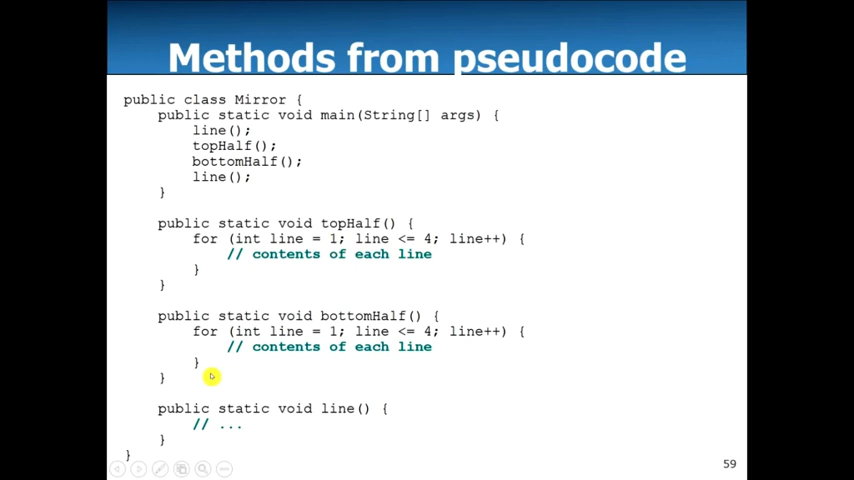 Methods from pseudocode
public class Mirror {
    public static void main(String[] args) {
        line();
        topHalf();
        bottomHalf();
        line();
    }
    public static void topHalf() {
        for (int line = 1; line <= 4; line++) {
            // contents of each line
        }
    }
    public static void bottomHalf() {
        for (int line = 1; line <= 4; line++) {
            // contents of each line
        }
    }
    public static void line() {
        // ...
    }
}
59